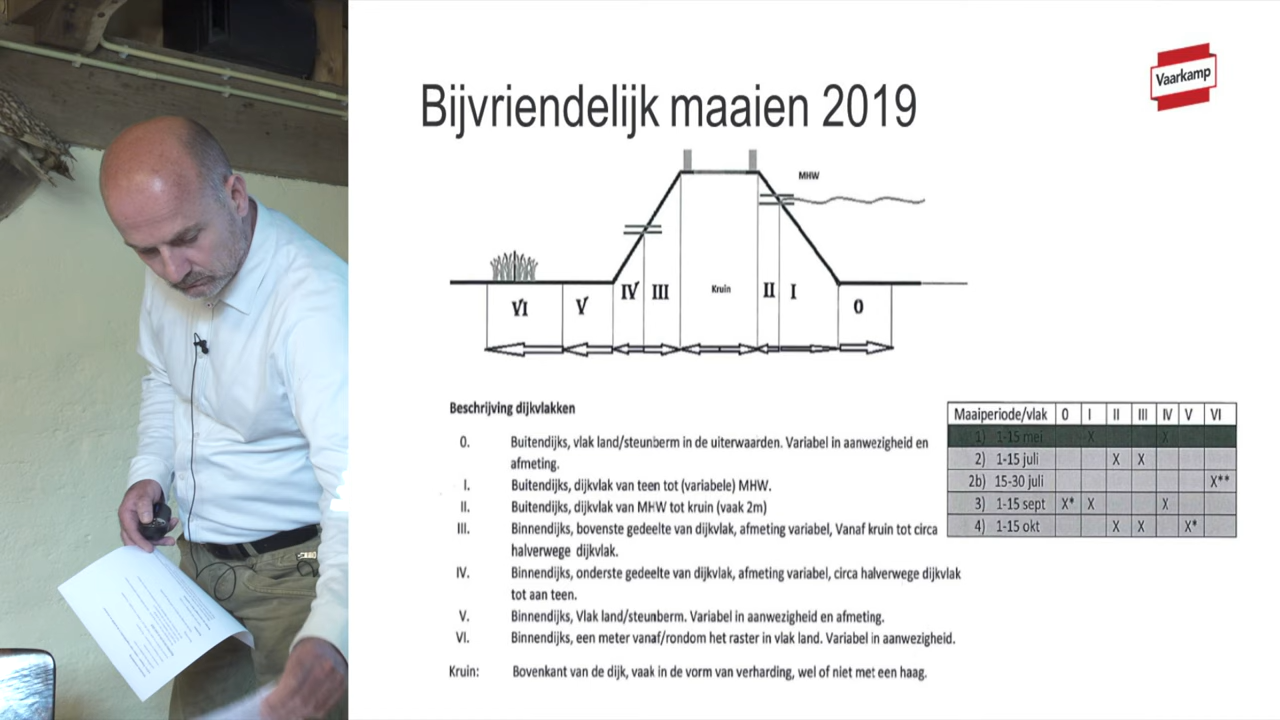 Vaarkamp
Bijvriendelijk maaien 2019
MHW
VI V IV III Kruin II I 0
Beschrijving dijkvlakken
0. Buitendijks, vlak land/steunberm in de uiterwaarden. Variabel in aanwezigheid en
afmeting.
I. Buitendijks, dijkvlak van teen tot (variabele) MHW.
II. Buitendijks, dijkvlak van MHW tot kruin (vaak 2m)
III. Binnendijks, bovenste gedeelte van dijkvlak, afmeting variabel, Vanaf kruin tot circa
halverwege dijkvlak.
IV. Binnendijks, onderste gedeelte van dijkvlak, afmeting variabel, circa halverwege dijkvlak
tot aan teen.
V. Binnendijks, Vlak land/steunberm. Variabel in aanwezigheid en afmeting.
VI. Binnendijks, een meter vanaf/rondom het raster in vlak land. Variabel in aanwezigheid.
Kruin: Bovenkant van de dijk, vaak in de vorm van verharding, wel of niet met een haag.
Maaiperiode/vlak 0 I II III IV V VI
1) 1-15 mei X X
2) 1-15 juli X X
2b) 15-30 juli X**
3) 1-15 sept X* X X
4) 1-15 okt X X X*